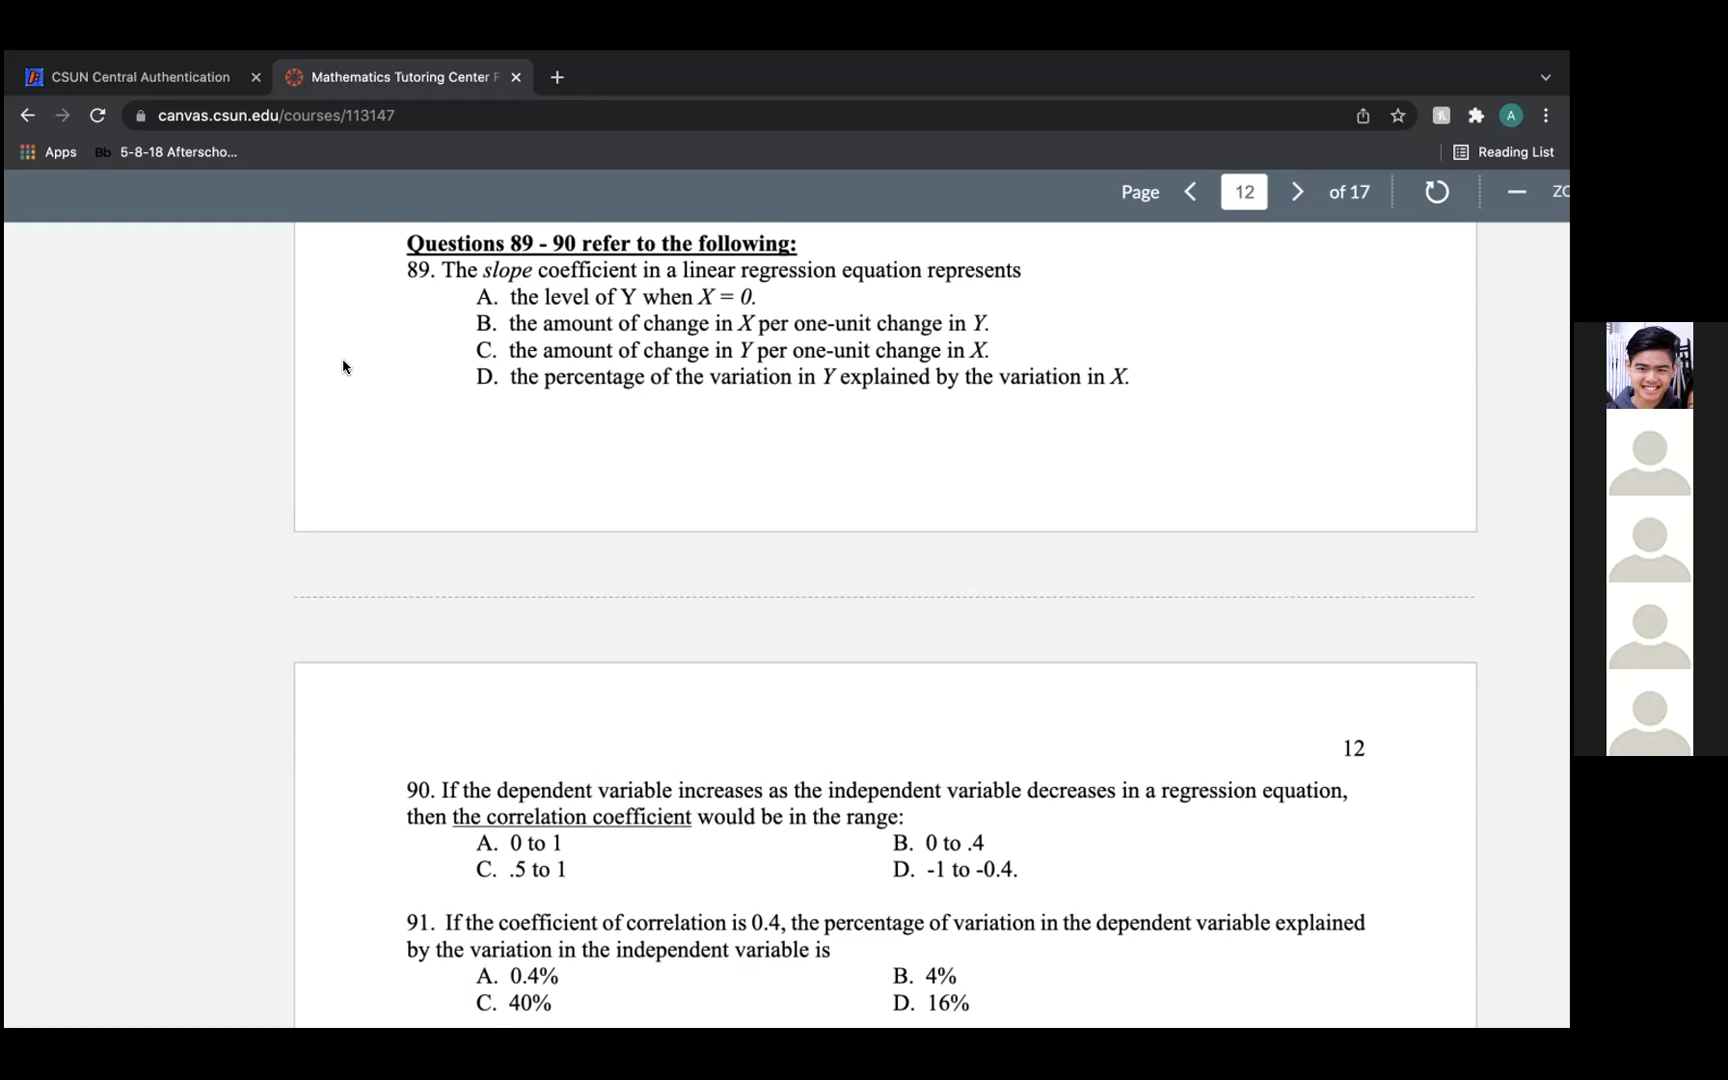 CSUN Central Authentication
Mathematics Tutoring Center F
canvas.csun.edu/courses/113147
A
Apps
Bb 5-8-18 Afterscho...
Reading List
Page 12 of 17
ZO
Questions 89 - 90 refer to the following:
89. The slope coefficient in a linear regression equation represents
A. the level of Y when X = 0.
B. the amount of change in X per one-unit change in Y.
C. the amount of change in Y per one-unit change in X.
D. the percentage of the variation in Y explained by the variation in X.
12
90. If the dependent variable increases as the independent variable decreases in a regression equation,
then the correlation coefficient would be in the range:
A. 0 to 1 B. 0 to .4
C. .5 to 1 D. -1 to -0.4.
91. If the coefficient of correlation is 0.4, the percentage of variation in the dependent variable explained
by the variation in the independent variable is
A. 0.4% B. 4%
C. 40% D. 16%